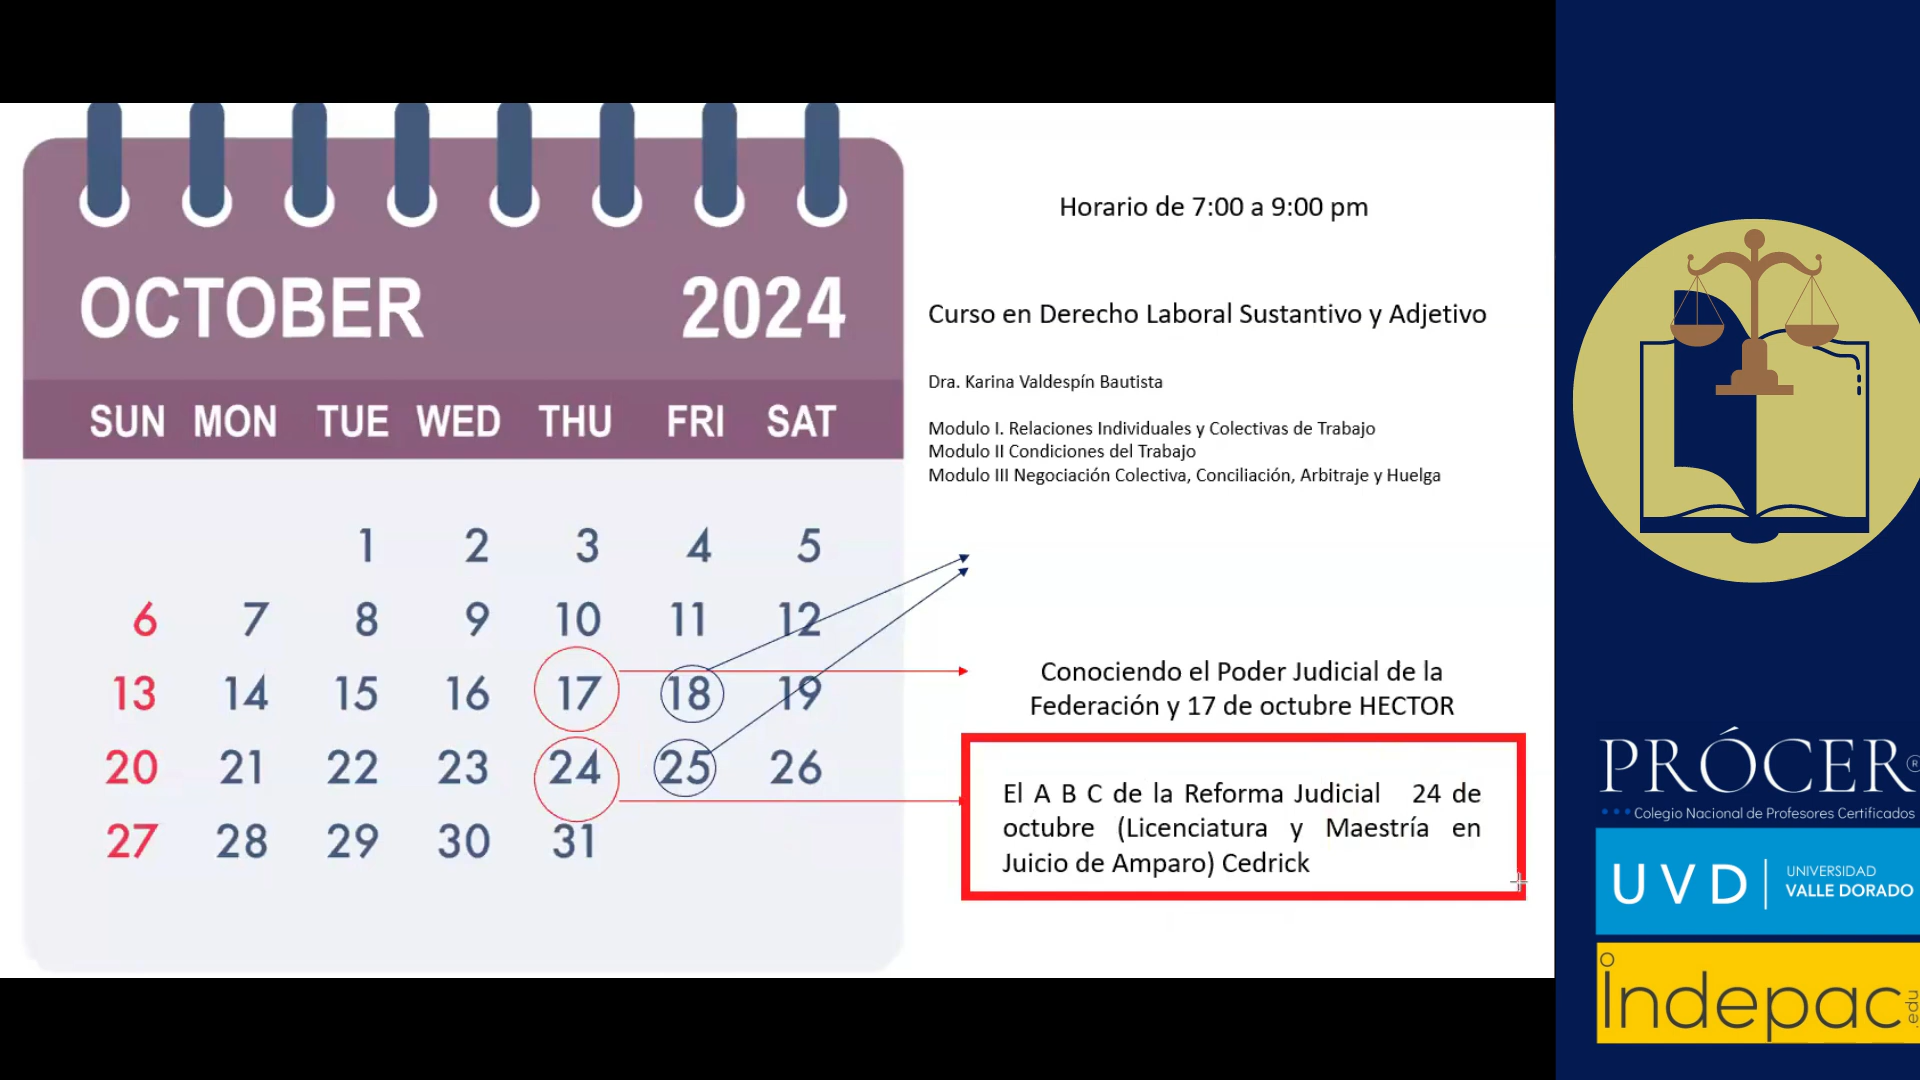 OCTOBER 2024
SUN MON TUE WED THU FRI SAT
1 2 3 4 5
6 7 8 9 10 11 12
13 14 15 16 17 18 19
20 21 22 23 24 25 26
27 28 29 30 31
Horario de 7:00 a 9:00 pm
Curso en Derecho Laboral Sustantivo y Adjetivo
Dra. Karina Valdespín Bautista
Modulo I. Relaciones Individuales y Colectivas de Trabajo
Modulo II Condiciones del Trabajo
Modulo III Negociación Colectiva, Conciliación, Arbitraje y Huelga
Conociendo el Poder Judicial de la
Federación y 17 de octubre HECTOR
El A B C de la Reforma Judicial 24 de
octubre (Licenciatura y Maestría en
Juicio de Amparo) Cedrick
PRÓCER®
Colegio Nacional de Profesores Certificados
UVD
UNIVERSIDAD
VALLE DORADO
indepac
.edu